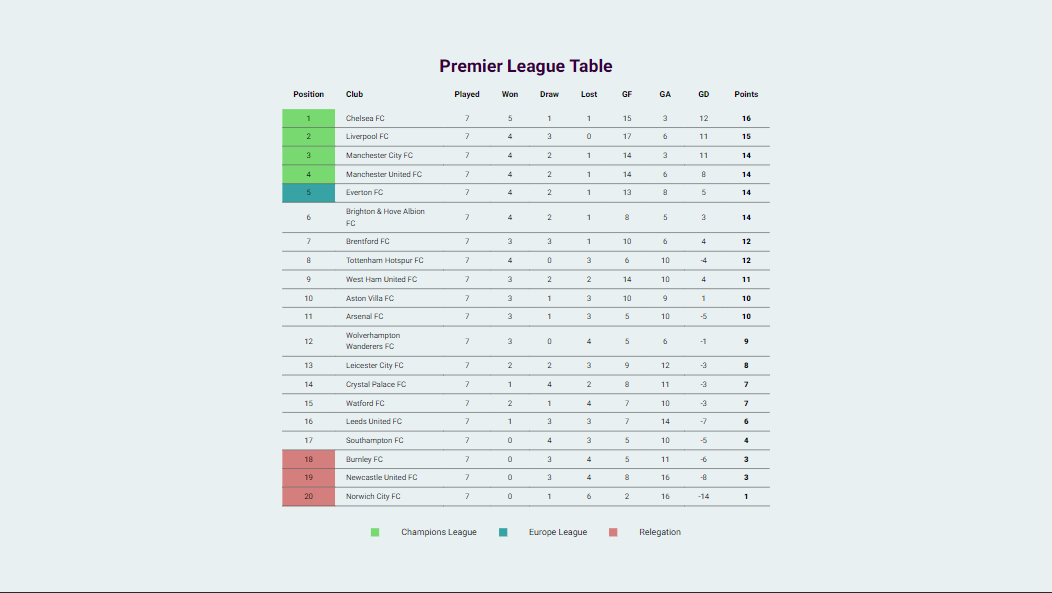 Premier League Table
Position Club Played Won Draw Lost GF GA GD Points
1 Chelsea FC 7 5 1 1 15 3 12 16
2 Liverpool FC 7 4 3 0 17 6 11 15
3 Manchester City FC 7 4 2 1 14 3 11 14
4 Manchester United FC 7 4 2 1 14 6 8 14
5 Everton FC 7 4 2 1 13 8 5 14
6 Brighton & Hove Albion
FC 7 4 2 1 8 5 3 14
7 Brentford FC 7 3 3 1 10 6 4 12
8 Tottenham Hotspur FC 7 4 0 3 6 10 -4 12
9 West Ham United FC 7 3 2 2 14 10 4 11
10 Aston Villa FC 7 3 1 3 10 9 1 10
11 Arsenal FC 7 3 1 3 5 10 -5 10
12 Wolverhampton
Wanderers FC 7 3 0 4 5 6 -1 9
13 Leicester City FC 7 2 2 3 9 12 -3 8
14 Crystal Palace FC 7 1 4 2 8 11 -3 7
15 Watford FC 7 2 1 4 7 10 -3 7
16 Leeds United FC 7 1 3 3 7 14 -7 6
17 Southampton FC 7 0 4 3 5 10 -5 4
18 Burnley FC 7 0 3 4 5 11 -6 3
19 Newcastle United FC 7 0 3 4 8 16 -8 3
20 Norwich City FC 7 0 1 6 2 16 -14 1
Champions League Europe League Relegation